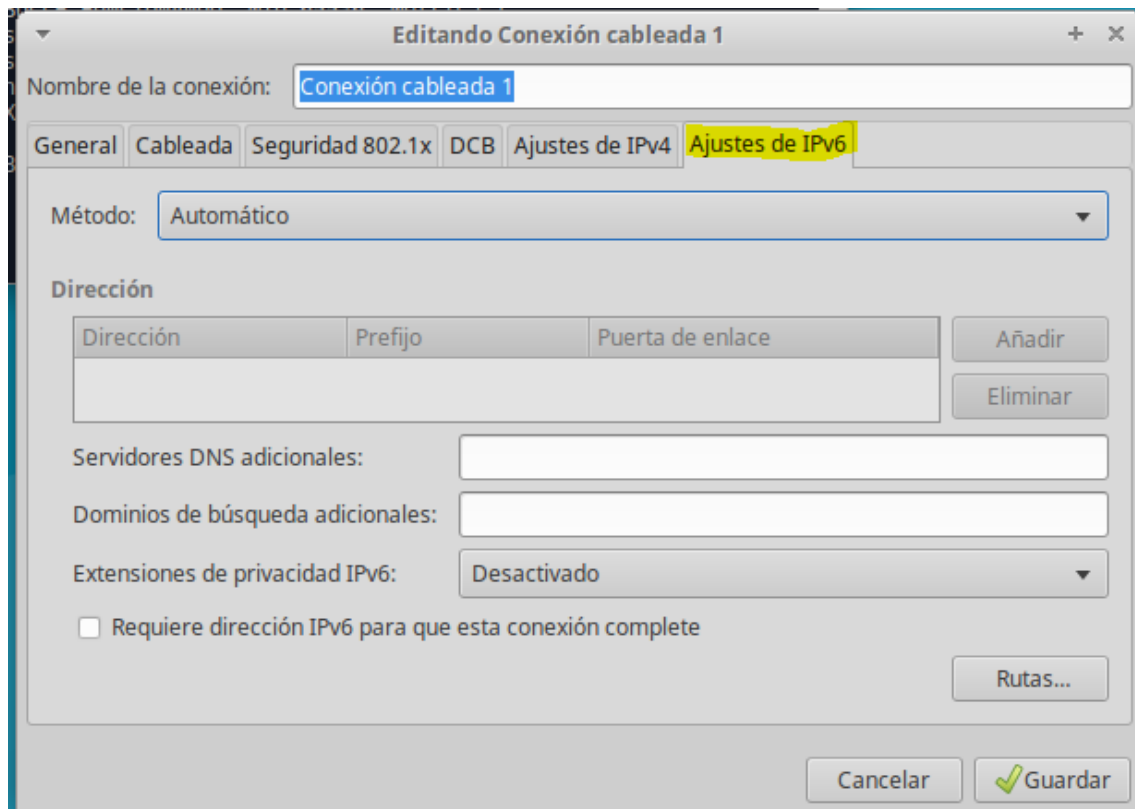 Editando Conexión cableada 1
Nombre de la conexión: Conexión cableada 1
General Cableada Seguridad 802.1x DCB Ajustes de IPv4 Ajustes de IPv6
Método: Automático
Dirección
Dirección Prefijo Puerta de enlace Añadir
Eliminar
Servidores DNS adicionales:
Dominios de búsqueda adicionales:
Extensiones de privacidad IPv6: Desactivado
Requiere dirección IPv6 para que esta conexión complete
Rutas...
Cancelar Guardar